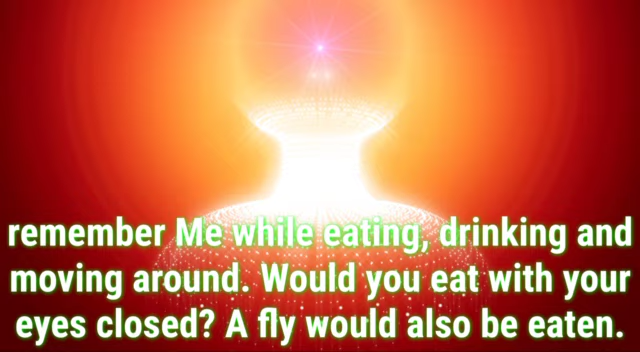 remember Me while eating, drinking and
moving around. Would you eat with your
eyes closed? A fly would also be eaten.